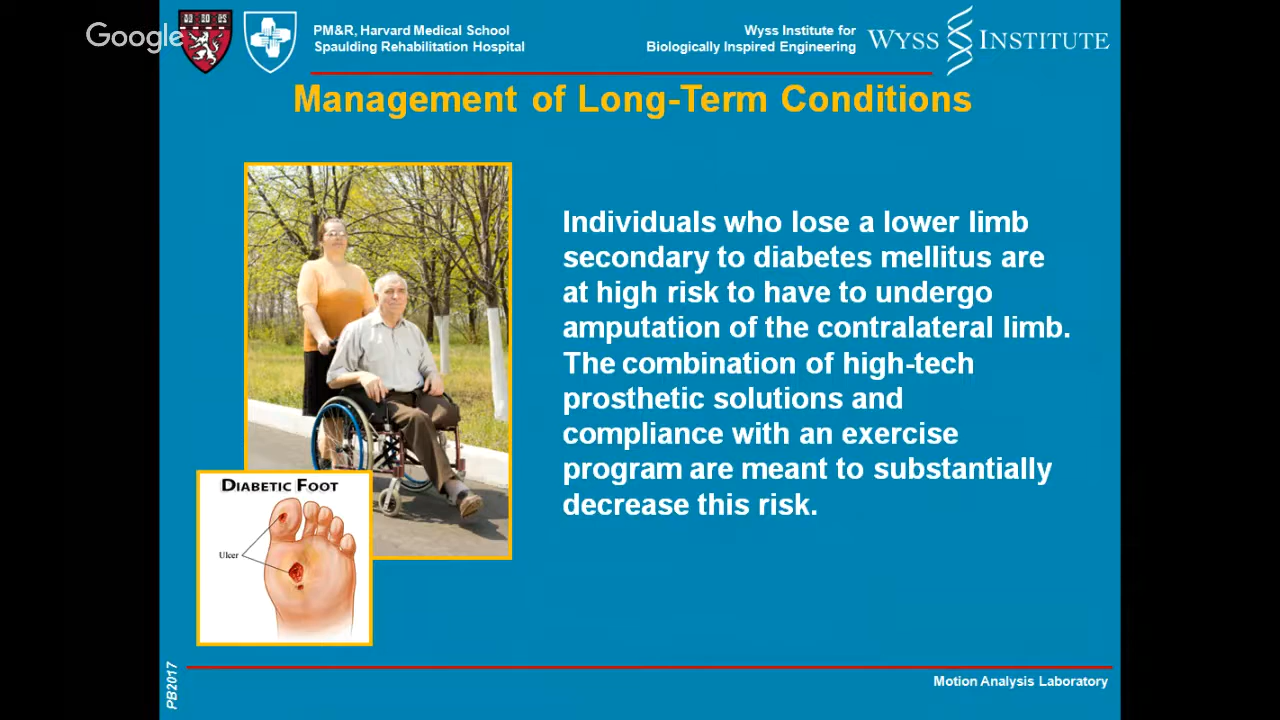 Google
PM&R, Harvard Medical School
Spaulding Rehabilitation Hospital
Wyss Institute for
Biologically Inspired Engineering
WYSS INSTITUTE
Management of Long-Term Conditions
Individuals who lose a lower limb
secondary to diabetes mellitus are
at high risk to have to undergo
amputation of the contralateral limb.
The combination of high-tech
prosthetic solutions and
compliance with an exercise
program are meant to substantially
decrease this risk.
DIABETIC FOOT
Ulcer
PB2017
Motion Analysis Laboratory